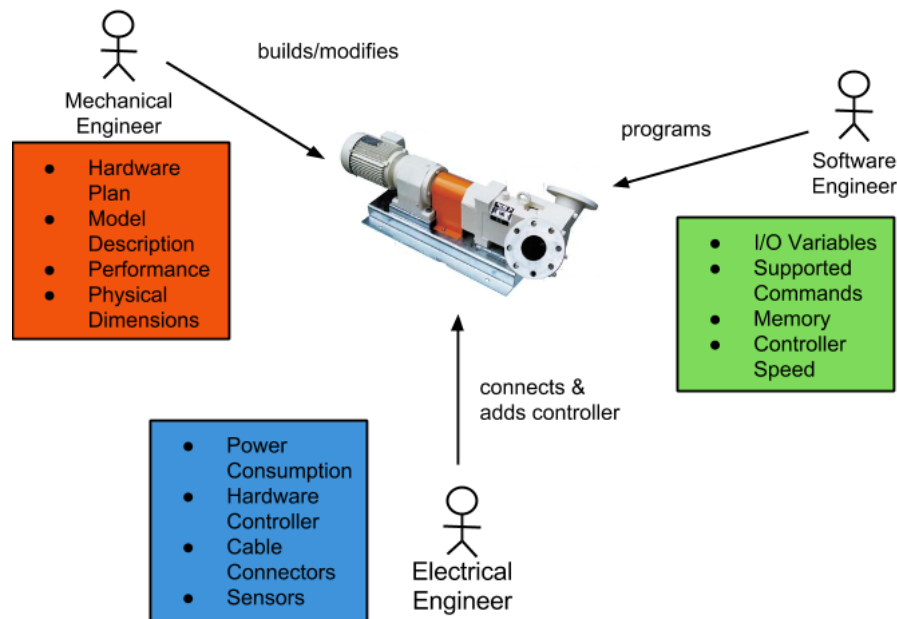 builds/modifies
Mechanical
Engineer
● Hardware
Plan
● Model
Description
● Performance
● Physical
Dimensions
programs
Software
Engineer
● I/O Variables
● Supported
Commands
● Memory
● Controller
Speed
connects &
adds controller
● Power
Consumption
● Hardware
Controller
● Cable
Connectors
● Sensors
Electrical
Engineer